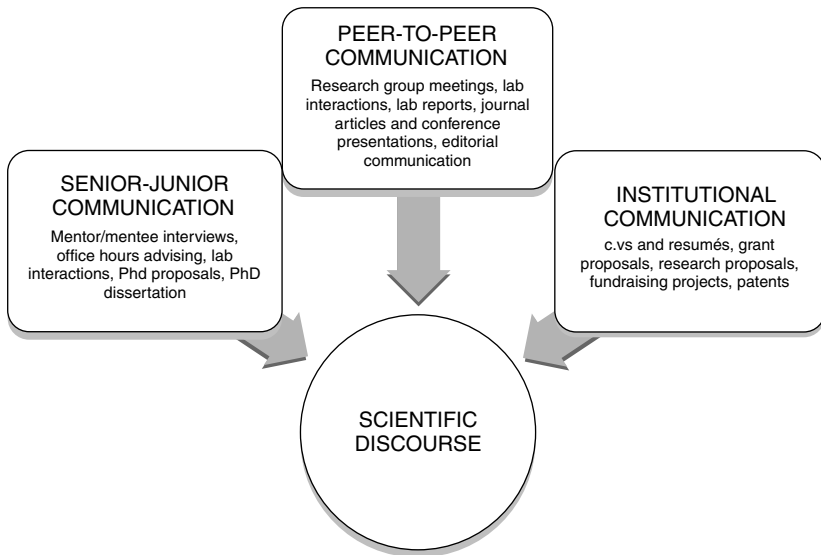 PEER-TO-PEER
COMMUNICATION
Research group meetings, lab
interactions, lab reports, journal
articles and conference
presentations, editorial
communication
SENIOR-JUNIOR
COMMUNICATION
Mentor/mentee interviews,
office hours advising, lab
interactions, Phd proposals, PhD
dissertation
INSTITUTIONAL
COMMUNICATION
c.vs and resumés, grant
proposals, research proposals,
fundraising projects, patents
SCIENTIFIC
DISCOURSE